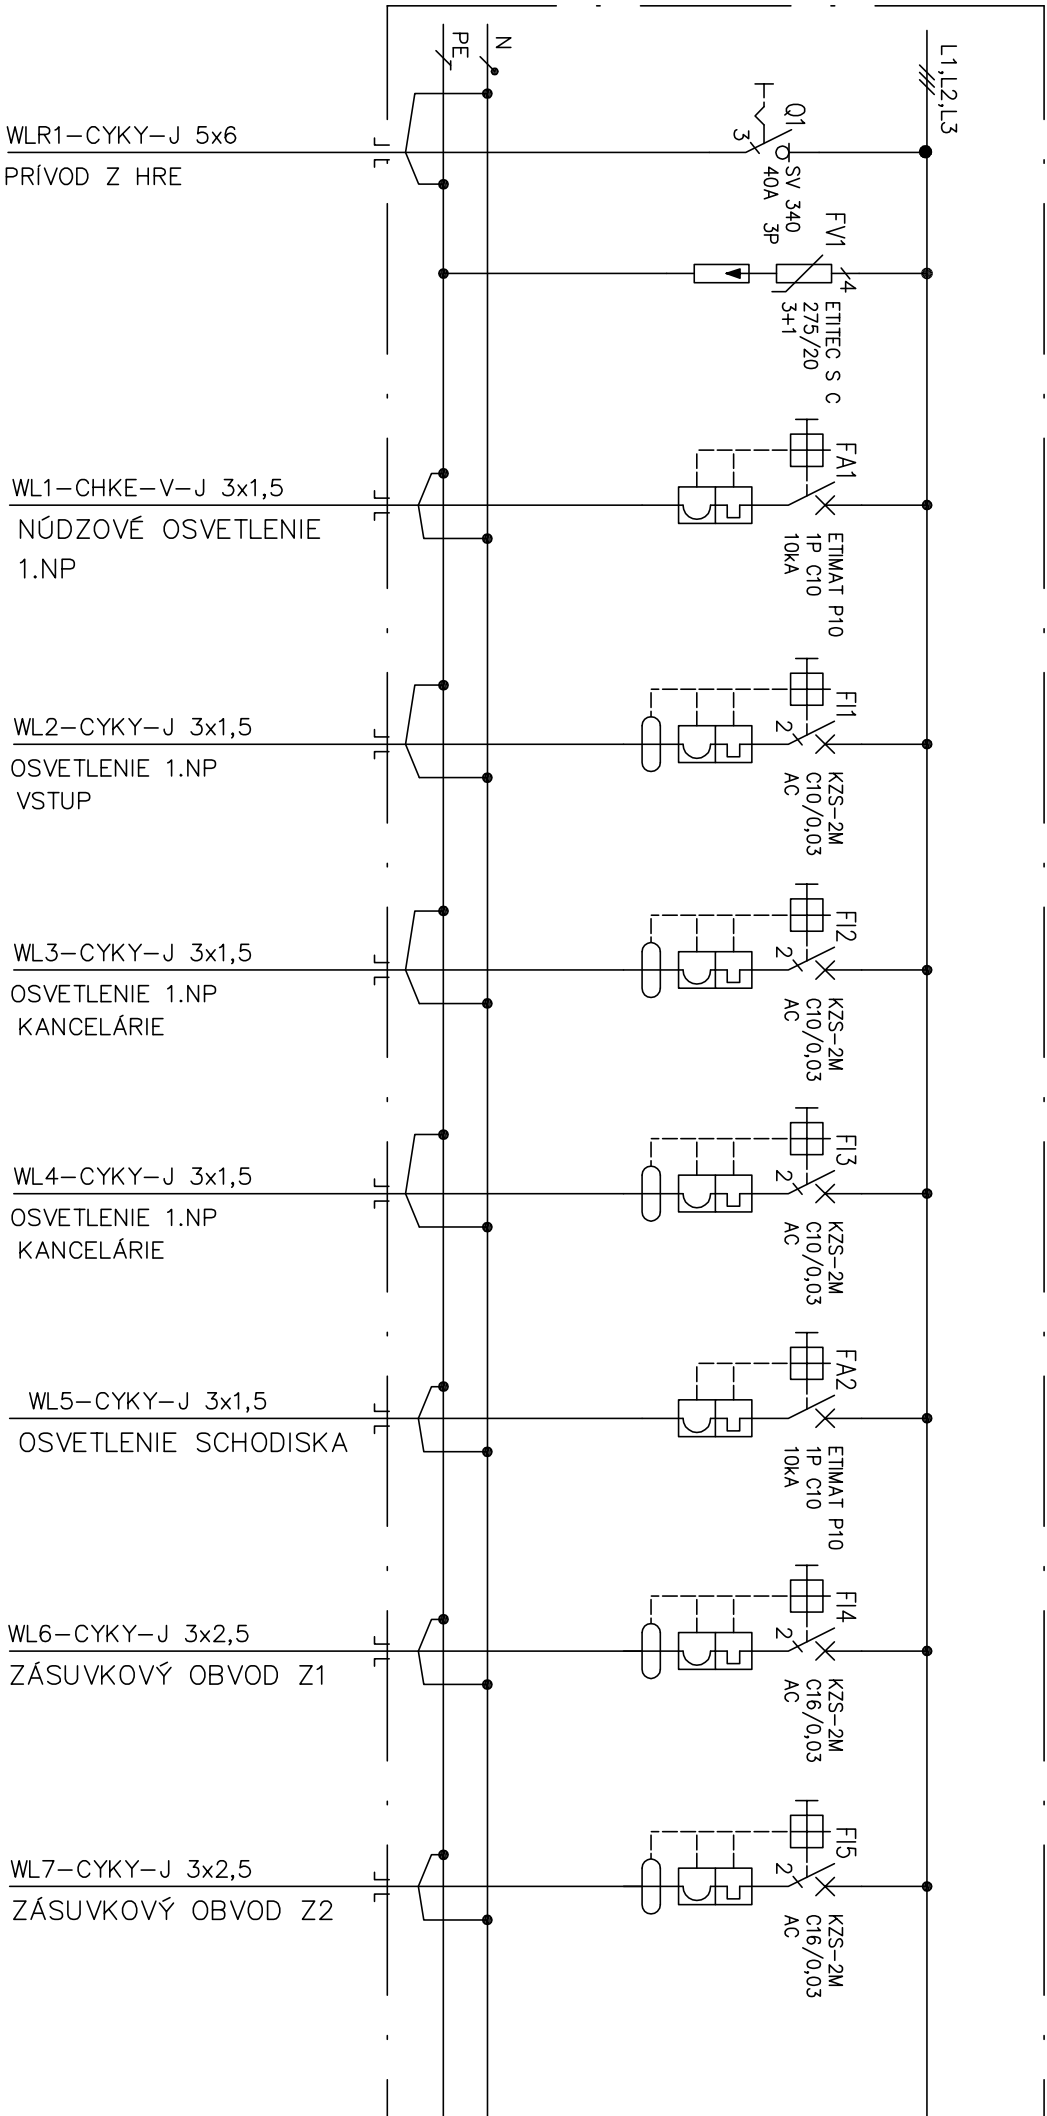 PE
N
L1,L2,L3
WLR1-CYKY-J 5x6
PRÍVOD Z HRE
Q1
3
SV 340
40A 3P
FV1
4
ETITEC S C
275/20
3+1
WL1-CHKE-V-J 3x1,5
NÚDZOVÉ OSVETLENIE
1.NP
FA1
ETIMAT P10
1P C10
10kA
WL2-CYKY-J 3x1,5
OSVETLENIE 1.NP
VSTUP
FI1
2
KZS-2M
C10/0,03
AC
WL3-CYKY-J 3x1,5
OSVETLENIE 1.NP
KANCELÁRIE
FI2
2
KZS-2M
C10/0,03
AC
WL4-CYKY-J 3x1,5
OSVETLENIE 1.NP
KANCELÁRIE
FI3
2
KZS-2M
C10/0,03
AC
WL5-CYKY-J 3x1,5
OSVETLENIE SCHODISKA
FA2
ETIMAT P10
1P C10
10kA
WL6-CYKY-J 3x2,5
ZÁSUVKOVÝ OBVOD Z1
FI4
2
KZS-2M
C16/0,03
AC
WL7-CYKY-J 3x2,5
ZÁSUVKOVÝ OBVOD Z2
FI5
2
KZS-2M
C16/0,03
AC